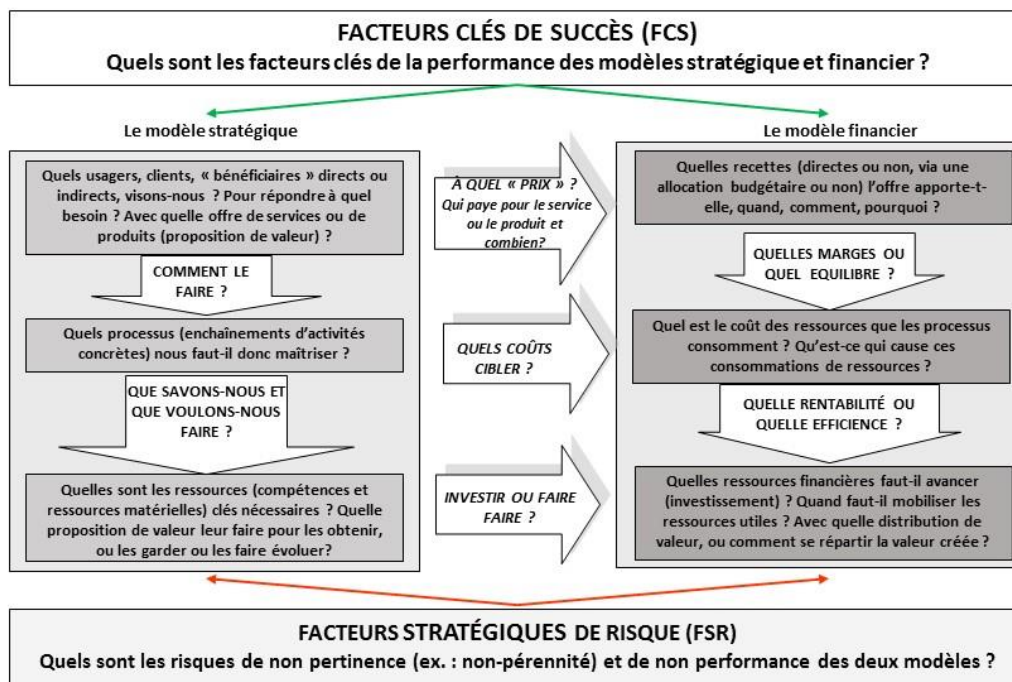 FACTEURS CLÉS DE SUCCÈS (FCS)
Quels sont les facteurs clés de la performance des modèles stratégique et financier ?
Le modèle stratégique
Quels usagers, clients, « bénéficiaires » directs ou
indirects, visons-nous ? Pour répondre à quel
besoin ? Avec quelle offre de services ou de
produits (proposition de valeur) ?
COMMENT LE
FAIRE ?
Quels processus (enchaînements d'activités
concrètes) nous faut-il donc maîtriser ?
QUE SAVONS-NOUS ET
QUE VOULONS-NOUS
FAIRE ?
Quelles sont les ressources (compétences et
ressources matérielles) clés nécessaires ? Quelle
proposition de valeur leur faire pour les obtenir,
ou les garder ou les faire évoluer?
À QUEL « PRIX » ?
Qui paye pour le service
ou le produit et
combien?
QUELS COÛTS
CIBLER ?
INVESTIR OU FAIRE
FAIRE ?
Le modèle financier
Quelles recettes (directes ou non, via une
allocation budgétaire ou non) l'offre apporte-t-
elle, quand, comment, pourquoi ?
QUELLES MARGES OU
QUEL EQUILIBRE ?
Quel est le coût des ressources que les processus
consomment ? Qu'est-ce qui cause ces
consommations de ressources ?
QUELLE RENTABILITÉ OU
QUELLE EFFICIENCE ?
Quelles ressources financières faut-il avancer
(investissement) ? Quand faut-il mobiliser les
ressources utiles ? Avec quelle distribution de
valeur, ou comment se répartir la valeur créée ?
FACTEURS STRATÉGIQUES DE RISQUE (FSR)
Quels sont les risques de non pertinence (ex. : non-pérennité) et de non performance des deux modèles ?